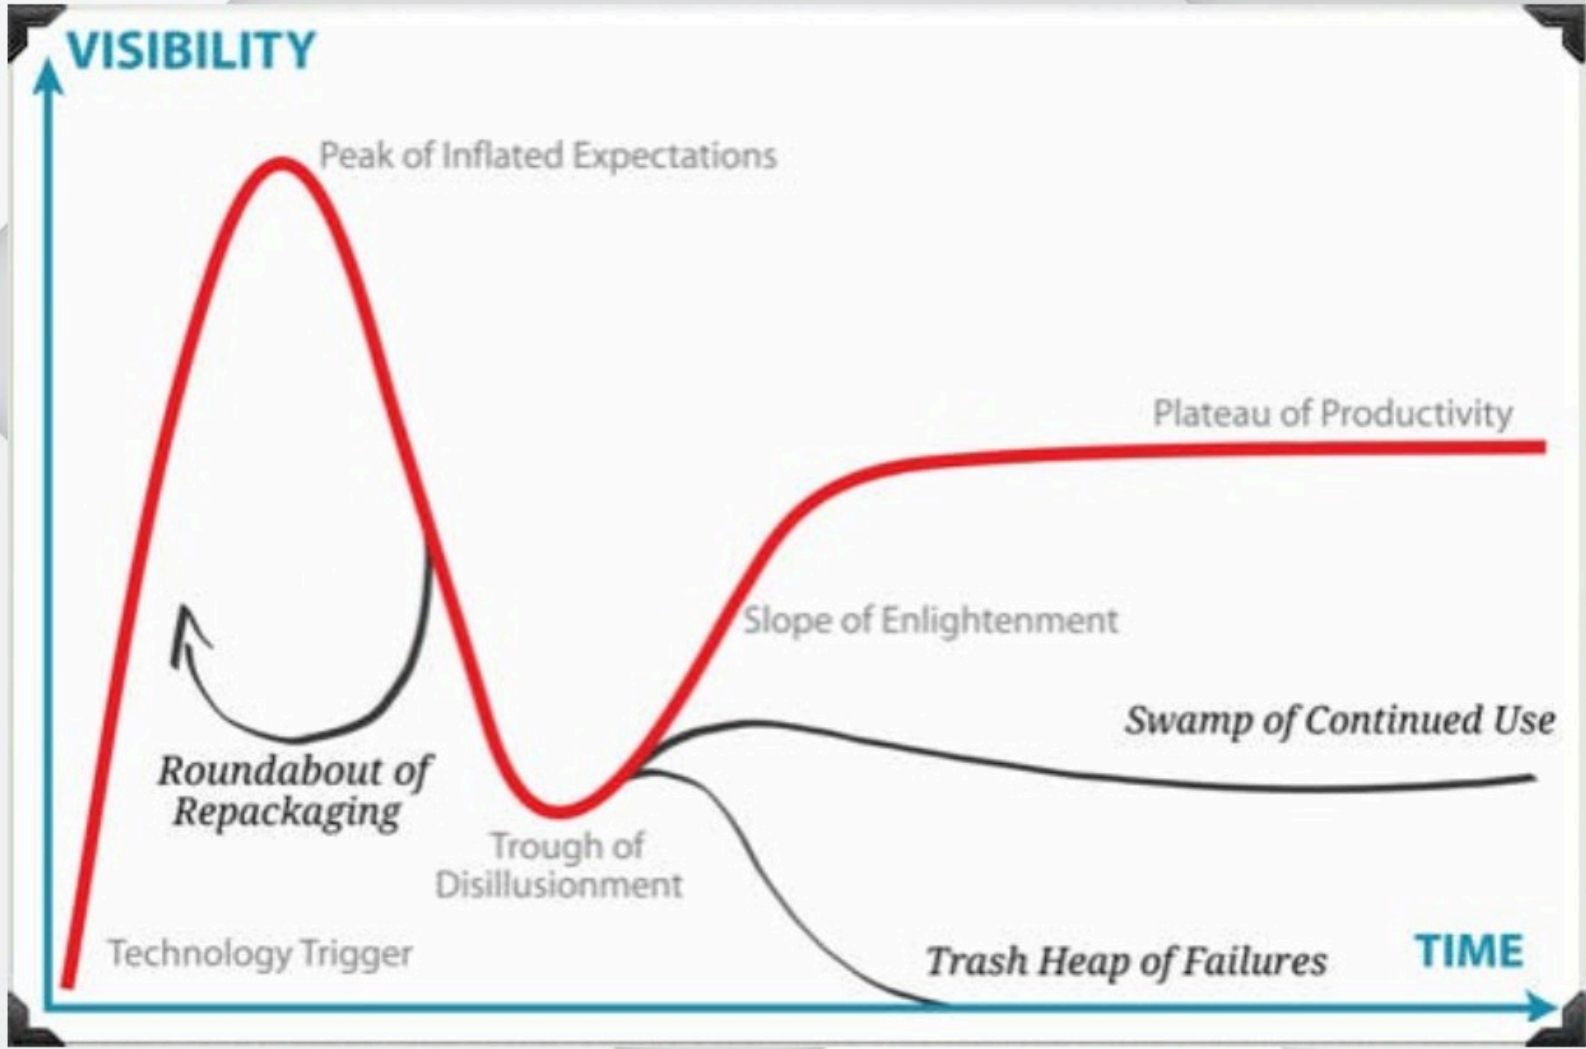 VISIBILITY
Peak of Inflated Expectations
Plateau of Productivity
Slope of Enlightenment
Swamp of Continued Use
Roundabout of
Repackaging
Trough of
Disillusionment
Technology Trigger
Trash Heap of Failures
TIME